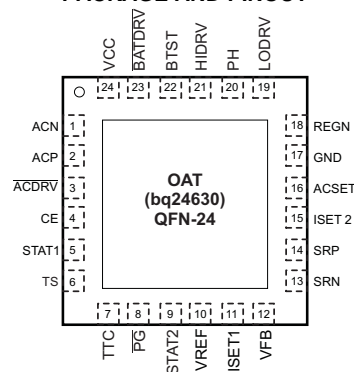 PACKAGE AND PINOUT
VCC
BATDRV
BTST
HIDRV
PH
LODRV
24 23 22 21 20 19
ACN 1
ACP 2
ACDRV 3
CE 4
STAT1 5
TS 6
OAT
(bq24630)
QFN-24
18 REGN
17 GND
16 ACSET
15 ISET 2
14 SRP
13 SRN
7 8 9 10 11 12
TTC
PG
STAT2
VREF
ISET1
VFB